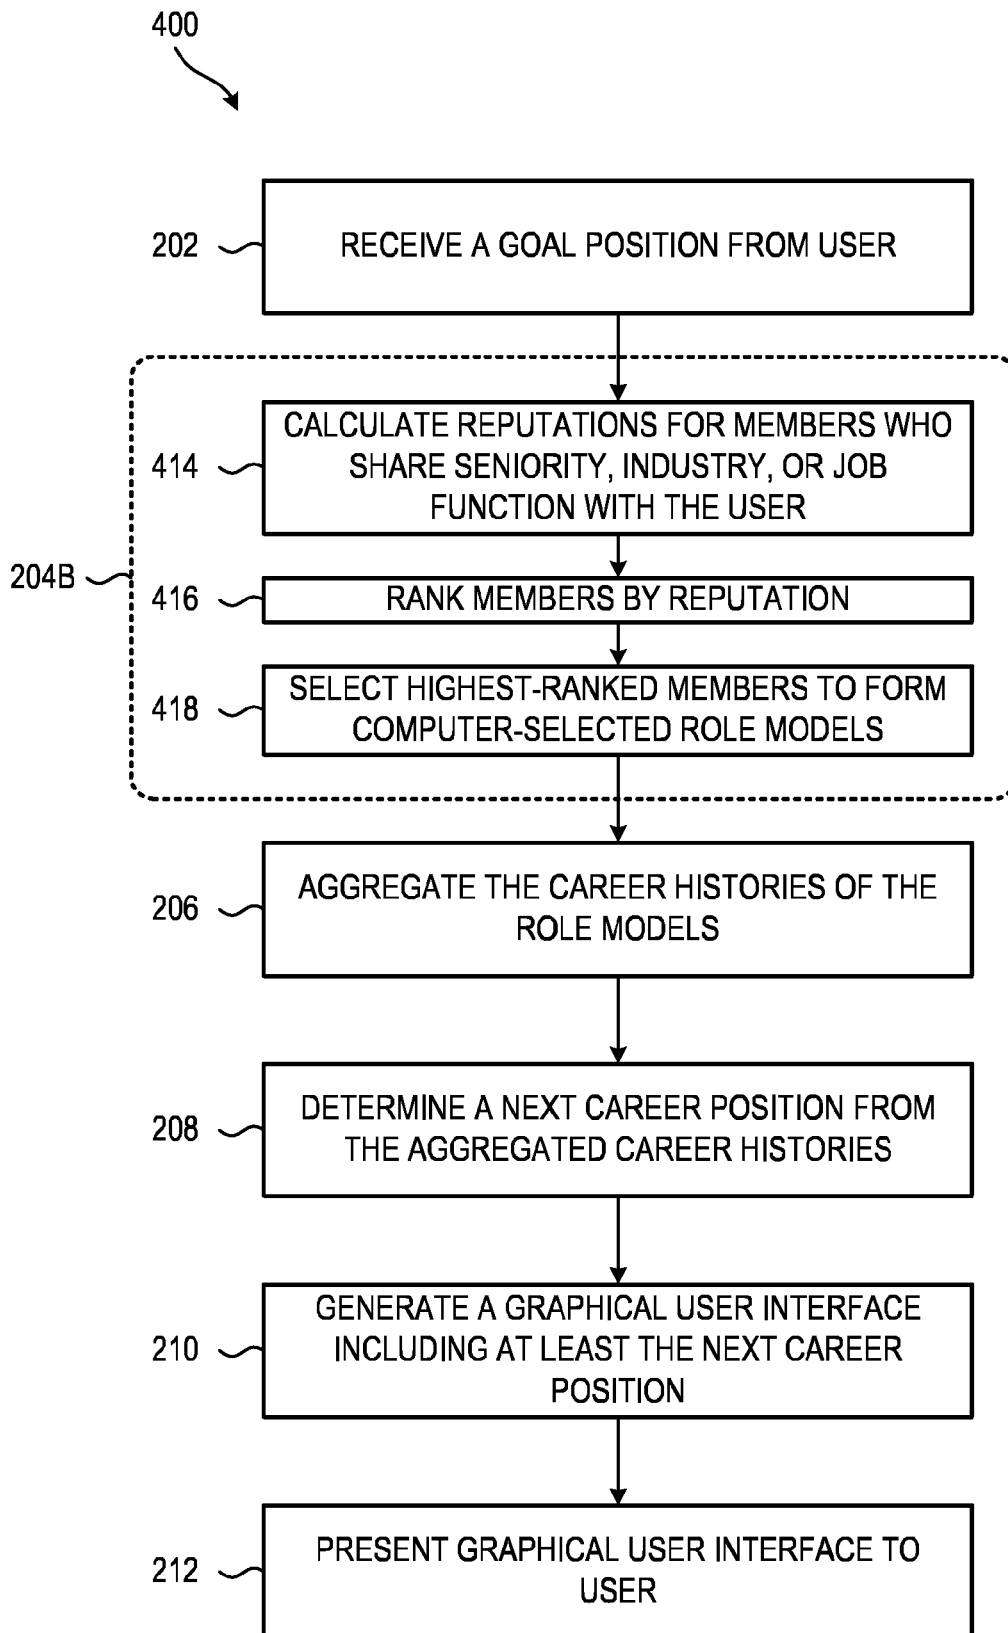 400
202
RECEIVE A GOAL POSITION FROM USER
204B
414
CALCULATE REPUTATIONS FOR MEMBERS WHO
SHARE SENIORITY, INDUSTRY, OR JOB
FUNCTION WITH THE USER
416
RANK MEMBERS BY REPUTATION
418
SELECT HIGHEST-RANKED MEMBERS TO FORM
COMPUTER-SELECTED ROLE MODELS
206
AGGREGATE THE CAREER HISTORIES OF THE
ROLE MODELS
208
DETERMINE A NEXT CAREER POSITION FROM
THE AGGREGATED CAREER HISTORIES
210
GENERATE A GRAPHICAL USER INTERFACE
INCLUDING AT LEAST THE NEXT CAREER
POSITION
212
PRESENT GRAPHICAL USER INTERFACE TO
USER